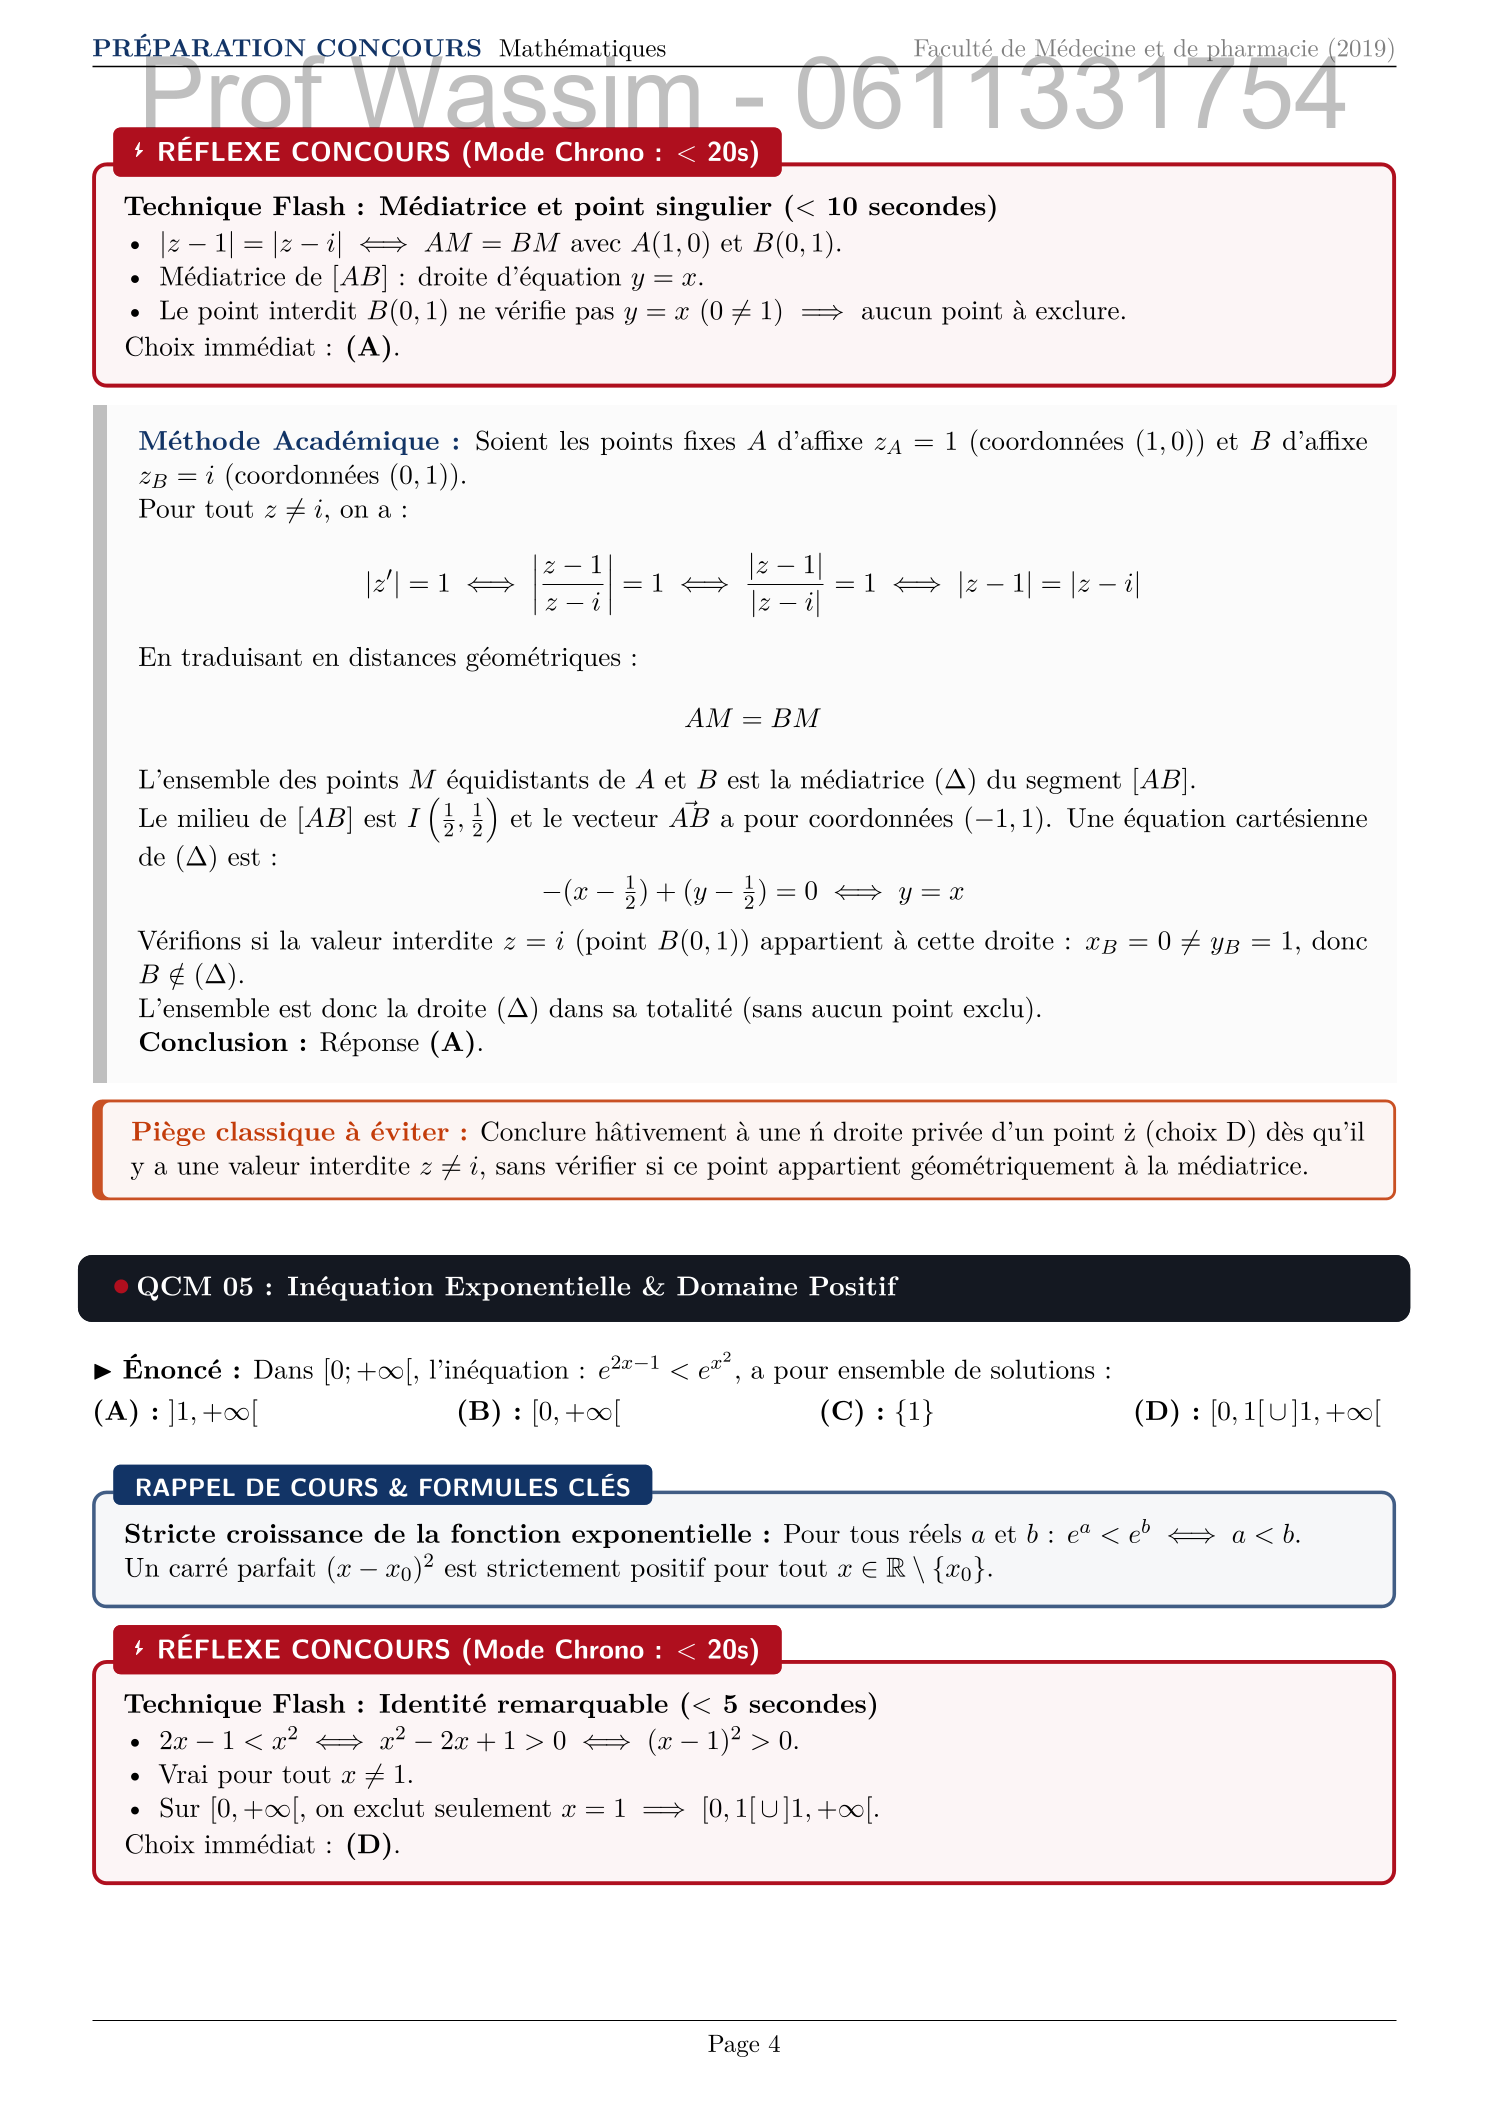 PRÉPARATION CONCOURS Mathématiques Faculté de Médecine et de pharmacie (2019)
Prof Wassim - 0611331754
RÉFLEXE CONCOURS (Mode Chrono : < 20s)
Technique Flash : Médiatrice et point singulier (< 10 secondes)
• |z − 1| = |z − i| ⟺ AM = BM avec A(1, 0) et B(0, 1).
• Médiatrice de [AB] : droite d'équation y = x.
• Le point interdit B(0, 1) ne vérifie pas y = x (0 ≠ 1) ⟹ aucun point à exclure.
Choix immédiat : (A).
Méthode Académique : Soient les points fixes A d'affixe z_A = 1 (coordonnées (1, 0)) et B d'affixe
z_B = i (coordonnées (0, 1)).
Pour tout z ≠ i, on a :
|z′| = 1 ⟺ |(z − 1)/(z − i)| = 1 ⟺ |z − 1|/|z − i| = 1 ⟺ |z − 1| = |z − i|
En traduisant en distances géométriques :
AM = BM
L'ensemble des points M équidistants de A et B est la médiatrice (Δ) du segment [AB].
Le milieu de [AB] est I(1/2, 1/2) et le vecteur A⃗B a pour coordonnées (−1, 1). Une équation cartésienne
de (Δ) est :
−(x − 1/2) + (y − 1/2) = 0 ⟺ y = x
Vérifions si la valeur interdite z = i (point B(0, 1)) appartient à cette droite : x_B = 0 ≠ y_B = 1, donc
B ∉ (Δ).
L'ensemble est donc la droite (Δ) dans sa totalité (sans aucun point exclu).
Conclusion : Réponse (A).
Piège classique à éviter : Conclure hâtivement à une ń droite privée d'un point ż (choix D) dès qu'il
y a une valeur interdite z ≠ i, sans vérifier si ce point appartient géométriquement à la médiatrice.
● QCM 05 : Inéquation Exponentielle & Domaine Positif
▶ Énoncé : Dans [0; +∞[, l'inéquation : e^{2x−1} < e^{x²}, a pour ensemble de solutions :
(A) : ]1, +∞[ (B) : [0, +∞[ (C) : {1} (D) : [0, 1[ ∪ ]1, +∞[
RAPPEL DE COURS & FORMULES CLÉS
Stricte croissance de la fonction exponentielle : Pour tous réels a et b : e^a < e^b ⟺ a < b.
Un carré parfait (x − x₀)² est strictement positif pour tout x ∈ ℝ \ {x₀}.
RÉFLEXE CONCOURS (Mode Chrono : < 20s)
Technique Flash : Identité remarquable (< 5 secondes)
• 2x − 1 < x² ⟺ x² − 2x + 1 > 0 ⟺ (x − 1)² > 0.
• Vrai pour tout x ≠ 1.
• Sur [0, +∞[, on exclut seulement x = 1 ⟹ [0, 1[ ∪ ]1, +∞[.
Choix immédiat : (D).
Page 4